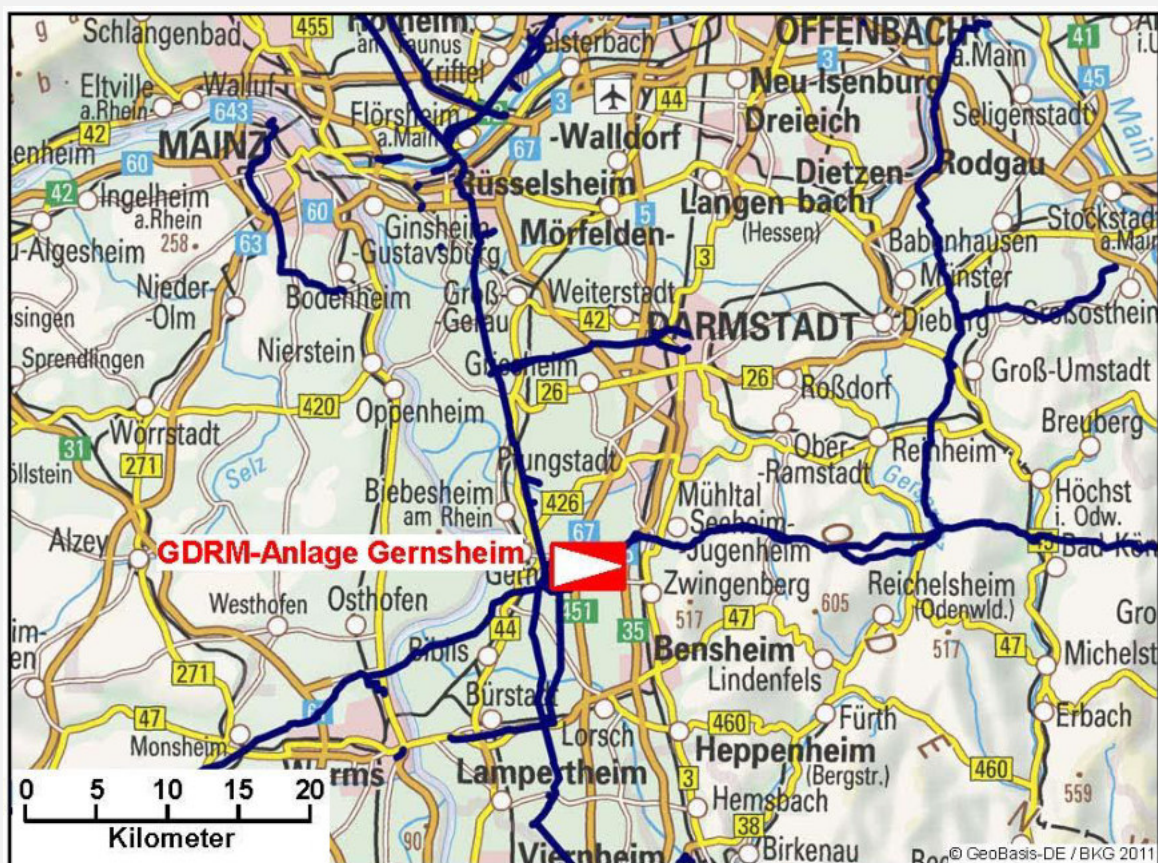 Schlangenbad
455
am Taunus
Kelsterbach
OFFENBACH
a.Main
41
Kriftel
3
3
Neu-Isenburg
45
Eltville
a.Rhein
Walluf
643
Flörsheim
a.Main
44
Dreieich
Seligenstadt
Main
42
MAINZ
-Walldorf
67
60
Rodgau
Dietzen-
bach
Rüsselsheim
42
Ingelheim
a.Rhein
60
5
Langen
(Hessen)
Stockstadt
a.Main
Ginsheim
-Gustavsburg
Mörfelden-
Babenhausen
-Algesheim
258
63
3
Münster
Nieder-
-Olm
Bodenheim
Groß-
-Gerau
Weiterstadt
42
DARMSTADT
Dieburg
Großostheim
Sprendlingen
Nierstein
Griesheim
26
26
Roßdorf
Groß-Umstadt
420
Oppenheim
Breuberg
Wörrstadt
31
271
Selz
Pfungstadt
Ober-
-Ramstadt
Reinheim
Biebesheim
am Rhein
426
Mühltal
Höchst
i. Odw.
Alzey
67
Seeheim-
Jugenheim
45
GDRM-Anlage Gernsheim
Zwingenberg
Reichelsheim
(Odenwld.)
Westhofen
Osthofen
451
517
605
44
35
47
517
47
271
Biblis
Bensheim
Lindenfels
Bürstadt
47
Monsheim
Lorsch
460
Fürth
Erbach
Worms
Lampertheim
Heppenheim
(Bergstr.)
460
3
Hemsbach
559
90
38
Viernheim
Birkenau
0 5 10 15 20
Kilometer
© GeoBasis-DE / BKG 2011